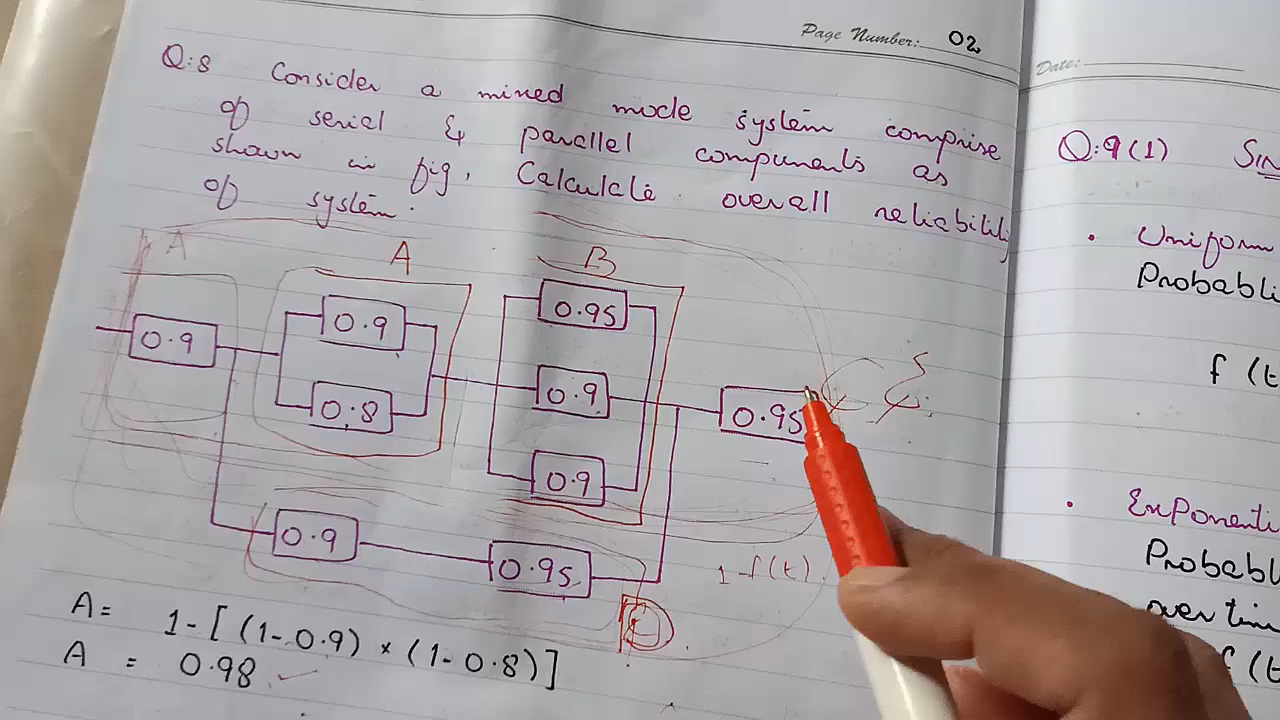 Page Number: 02
Q:8 Consider a mixed mode system comprise
of serial & parallel components as
shown in fig. Calculate overall reliability
of system.
A
A
B
0.9
0.9
0.8
0.95
0.9
0.9
0.95
0.9
0.95
1-f(t)
A= 1-[(1-0.9)×(1-0.8)]
A = 0.98
Date:
Q:9(1)
Uniform
f(t
Probabl
over tim
f(t